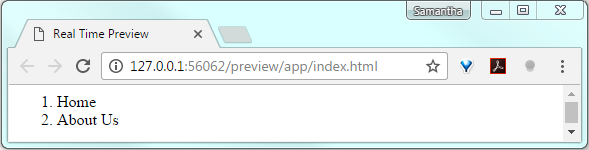 Samantha
Real Time Preview
127.0.0.1:56062/preview/app/index.html
1. Home
2. About Us